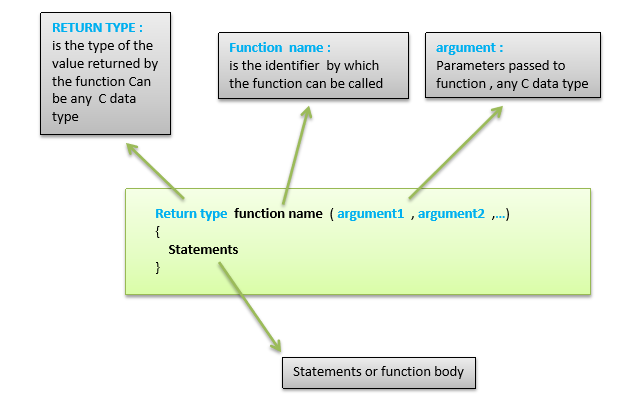 RETURN TYPE :
is the type of the
value returned by
the function Can
be any C data
type
Function name :
is the identifier by which
the function can be called
argument :
Parameters passed to
function , any C data type
Return type function name ( argument1 , argument2 ,...)
{
Statements
}
Statements or function body